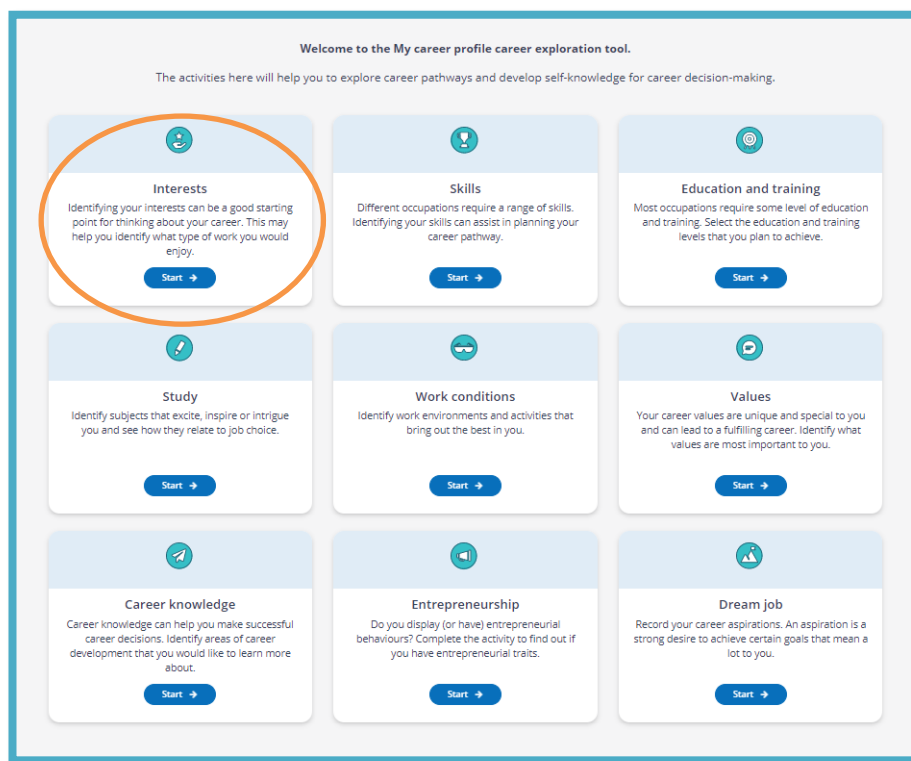 Welcome to the My career profile career exploration tool.
The activities here will help you to explore career pathways and develop self-knowledge for career decision-making.
Interests
Identifying your interests can be a good starting
point for thinking about your career. This may
help you identify what type of work you would
enjoy.
Start →
Skills
Different occupations require a range of skills.
Identifying your skills can assist in planning your
career pathway.
Start →
Education and training
Most occupations require some level of education
and training. Select the education and training
levels that you plan to achieve.
Start →
Study
Identify subjects that excite, inspire or intrigue
you and see how they relate to job choice.
Start →
Work conditions
Identify work environments and activities that
bring out the best in you.
Start →
Values
Your career values are unique and special to you
and can lead to a fulfilling career. Identify what
values are most important to you.
Start →
Career knowledge
Career knowledge can help you make successful
career decisions. Identify areas of career
development that you would like to learn more
about.
Start →
Entrepreneurship
Do you display (or have) entrepreneurial
behaviours? Complete the activity to find out if
you have entrepreneurial traits.
Start →
Dream job
Record your career aspirations. An aspiration is a
strong desire to achieve certain goals that mean a
lot to you.
Start →